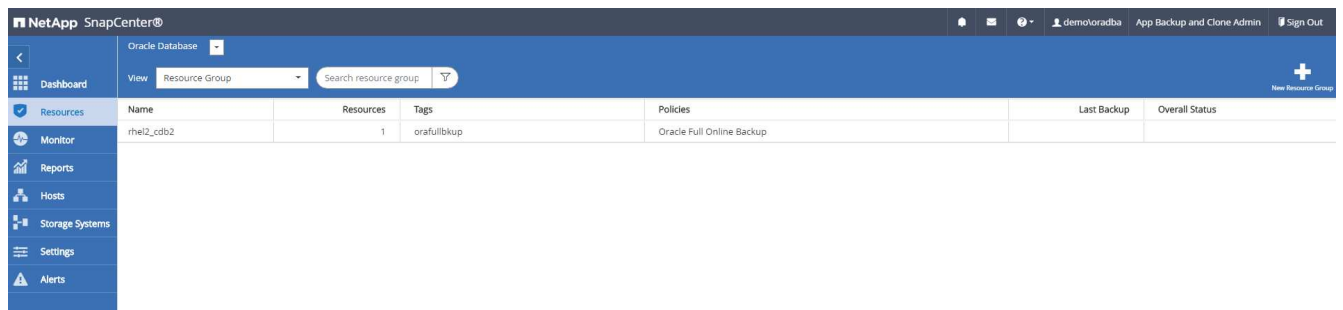 NetApp SnapCenter®
demo\oradba App Backup and Clone Admin Sign Out
Oracle Database
Dashboard
View Resource Group Search resource group
New Resource Group
Resources
Name Resources Tags Policies Last Backup Overall Status
rhel2_cdb2 1 orafullbkup Oracle Full Online Backup
Monitor
Reports
Hosts
Storage Systems
Settings
Alerts